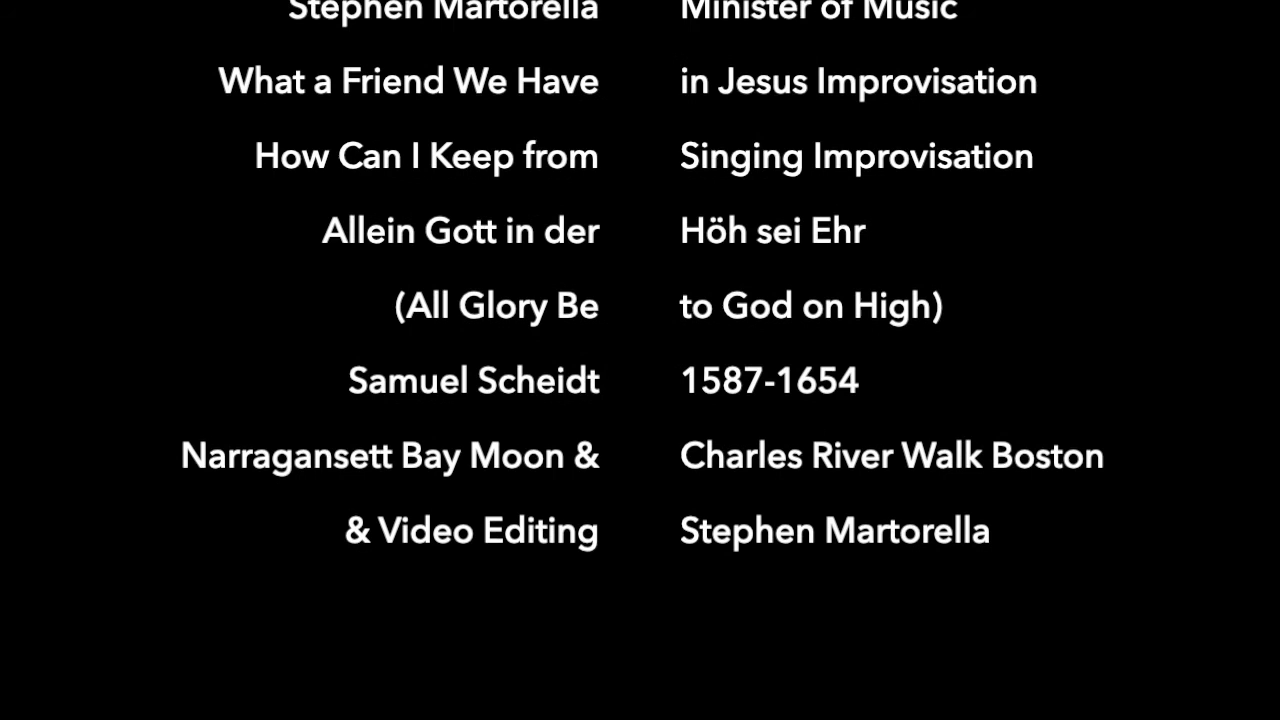 Stephen Martorella Minister of Music
What a Friend We Have in Jesus Improvisation
How Can I Keep from Singing Improvisation
Allein Gott in der Höh sei Ehr
(All Glory Be to God on High)
Samuel Scheidt 1587-1654
Narragansett Bay Moon & Charles River Walk Boston
& Video Editing Stephen Martorella